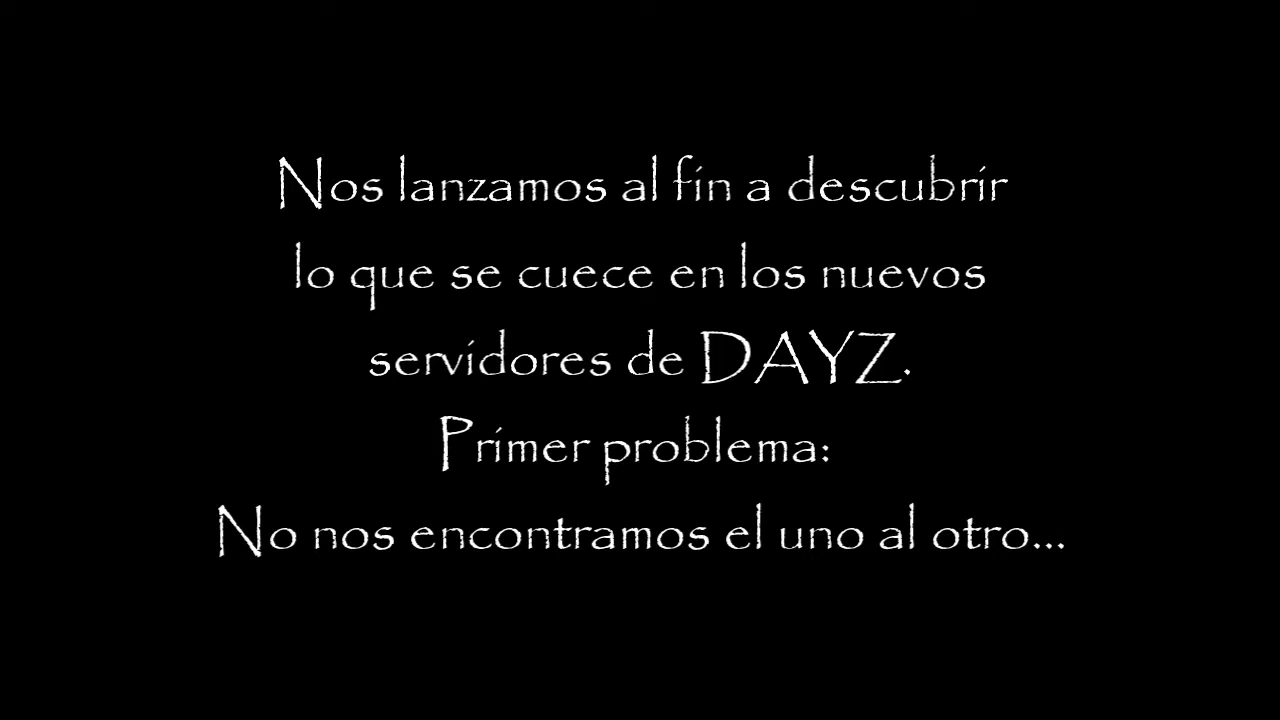 Nos lanzamos al fin a descubrir
lo que se cuece en los nuevos
servidores de DAYZ.
Primer problema:
No nos encontramos el uno al otro...